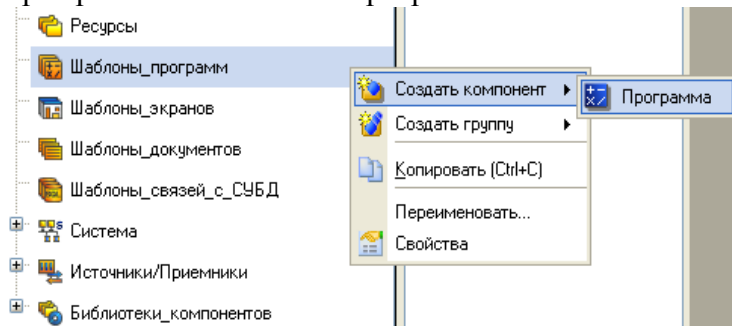 Ресурсы
Шаблоны_программ
Создать компонент
Программа
Шаблоны_экранов
Создать группу
Шаблоны_документов
Копировать (Ctrl+C)
Шаблоны_связей_с_СУБД
Переименовать...
Система
Свойства
Источники/Приемники
Библиотеки_компонентов